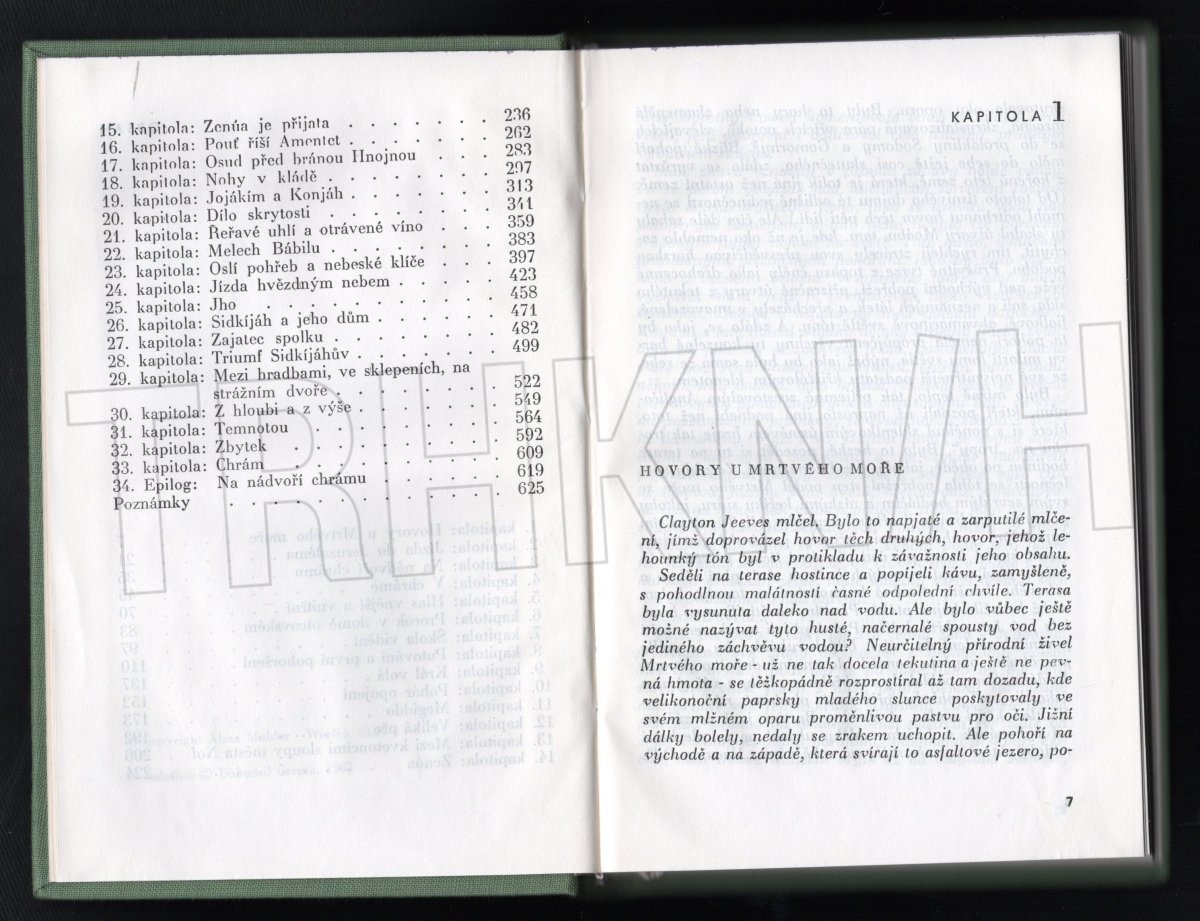 15. kapitola: Zenúa je přijata . . . . . . . 236
16. kapitola: Pouť říší Amentet . . . . . . 262
17. kapitola: Osud před bránou Hnojnou . . . 283
18. kapitola: Nohy v kládě . . . . . . . 297
19. kapitola: Jojákím a Konjáh . . . . . . 313
20. kapitola: Dílo skrytosti . . . . . . . 341
21. kapitola: Řeřavé uhlí a otrávené víno . . . 359
22. kapitola: Melech Bábilu . . . . . . . 383
23. kapitola: Oslí pohřeb a nebeské klíče . . . 397
24. kapitola: Jízda hvězdným nebem . . . . . 423
25. kapitola: Jho . . . . . . . . . . 458
26. kapitola: Sidkíjáh a jeho dům . . . . . 471
27. kapitola: Zajatec spolku . . . . . . . 482
28. kapitola: Triumf Sidkíjáhův . . . . . . 499
29. kapitola: Mezi hradbami, ve sklepeních, na
strážním dvoře . . . . . . . 522
30. kapitola: Z hloubi a z výše . . . . . . 549
31. kapitola: Temnotou . . . . . . . . 564
32. kapitola: Zbytek . . . . . . . . . 592
33. kapitola: Chrám . . . . . . . . . 609
34. Epilog: Na nádvoří chrámu . . . . . . 619
Poznámky . . . . . . . . . . . 625
KAPITOLA 1
HOVORY U MRTVÉHO MOŘE
Clayton Jeeves mlčel. Bylo to napjaté a zarputilé mlče-
ní, jímž doprovázel hovor těch druhých, hovor, jehož le-
hounký tón byl v protikladu k závažnosti jeho obsahu.
Seděli na terase hostince a popíjeli kávu, zamyšleně,
s pohodlnou malátností časné odpolední chvíle. Terasa
byla vysunuta daleko nad vodu. Ale bylo vůbec ještě
možné nazývat tyto husté, načernalé spousty vod bez
jediného záchvěvu vodou? Neurčitelný přírodní živel
Mrtvého moře - už ne tak docela tekutina a ještě ne pev-
ná hmota - se těžkopádně rozprostíral až tam dozadu, kde
velikonoční paprsky mladého slunce poskytovaly ve
svém mlžném oparu proměnlivou pastvu pro oči. Jižní
dálky bolely, nedaly se zrakem uchopit. Ale pohoří na
východě a na západě, která svírají to asfaltové jezero, po-
7
TRHKNIH